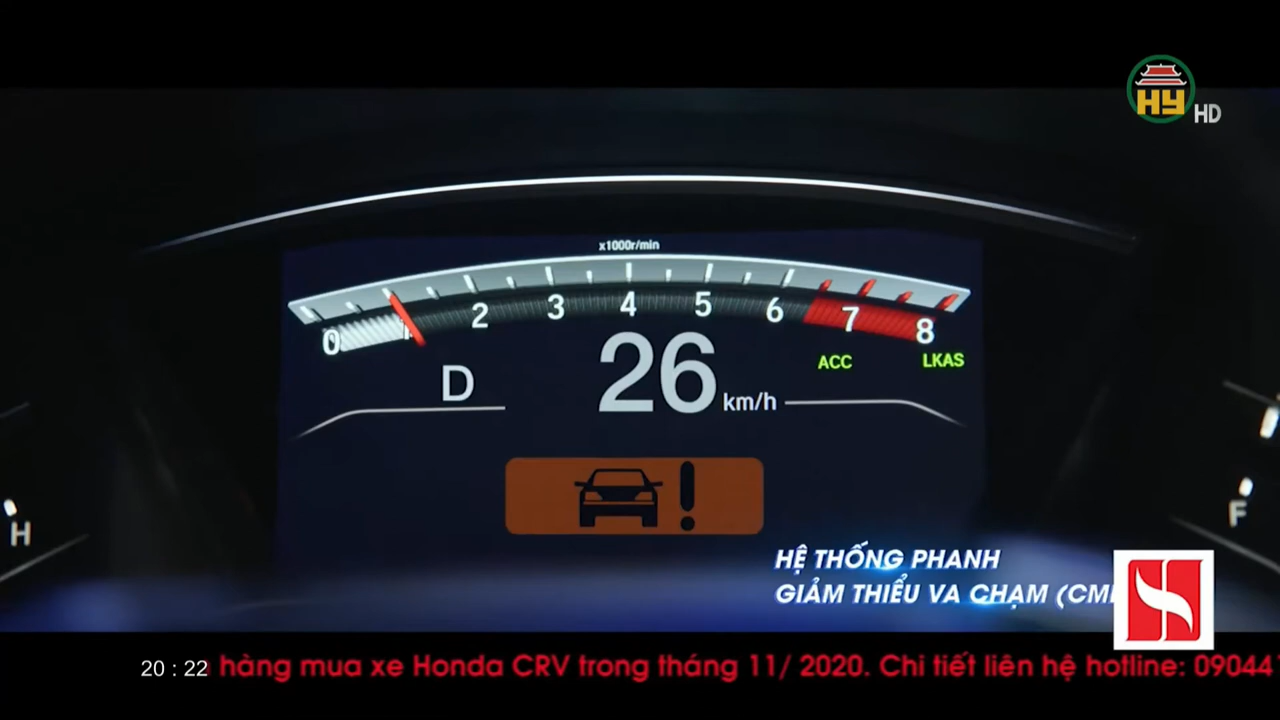 HY HD
x1000r/min
0 1 2 3 4 5 6 7 8
ACC LKAS
D 26 km/h
H F
HỆ THỐNG PHANH
GIẢM THIỂU VA CHẠM
20 : 22 hàng mua xe Honda CRV trong tháng 11/ 2020. Chi tiết liên hệ hotline: